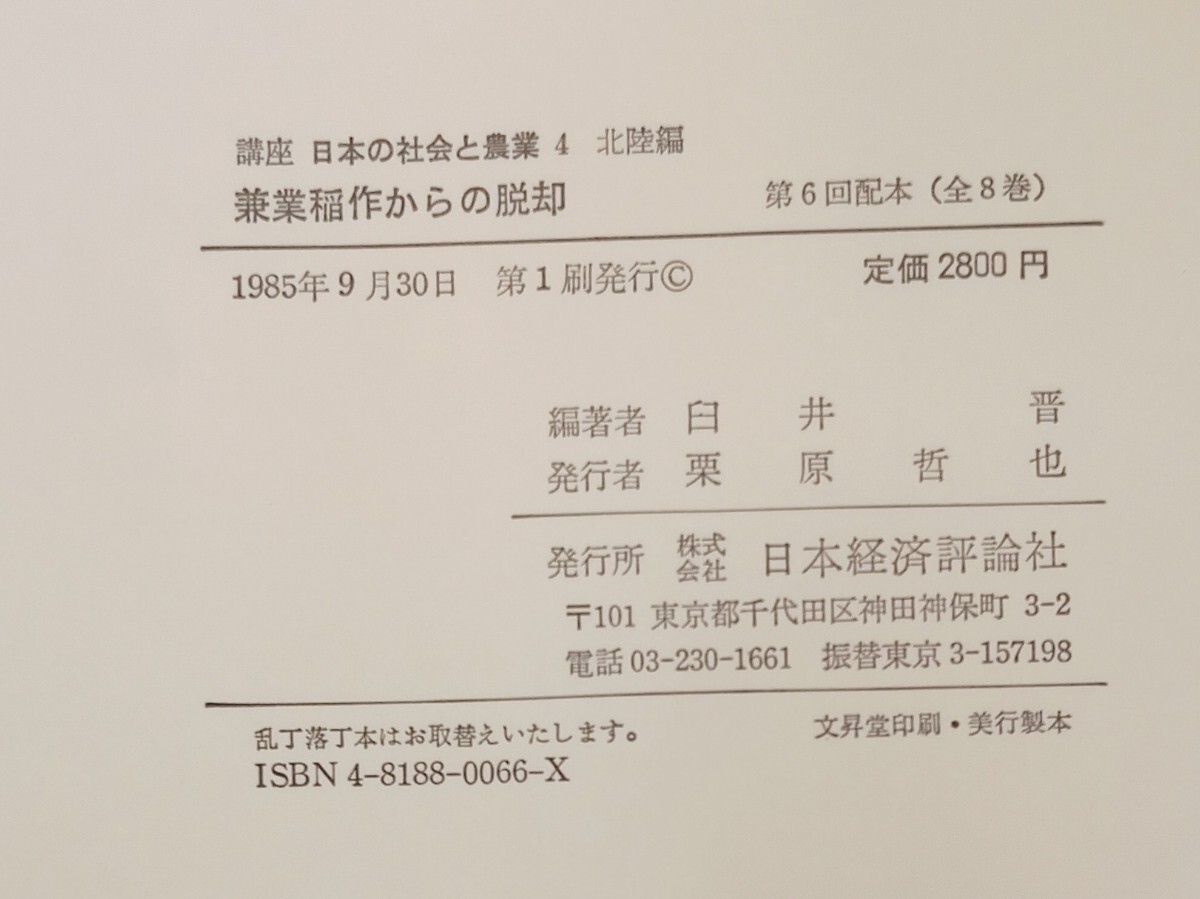 講座 日本の社会と農業 4 北陸編
兼業稲作からの脱却 第6回配本(全8巻)
1985年9月30日 第1刷発行© 定価2800円
編著者 臼井 晋
発行者 栗原哲也
発行所 株式会社 日本経済評論社
〒101 東京都千代田区神田神保町 3-2
電話03-230-1661 振替東京3-157198
乱丁落丁本はお取替えいたします。 文昇堂印刷・美行製本
ISBN 4-8188-0066-X